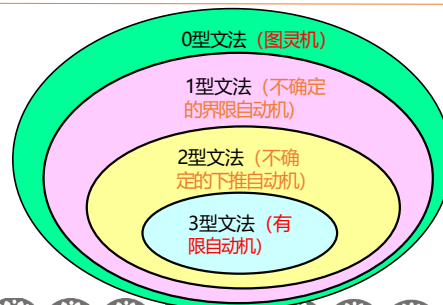 0型文法（图灵机）
1型文法（不确定
的界限自动机）
2型文法（不确
定的下推自动机）
3型文法（有
限自动机）